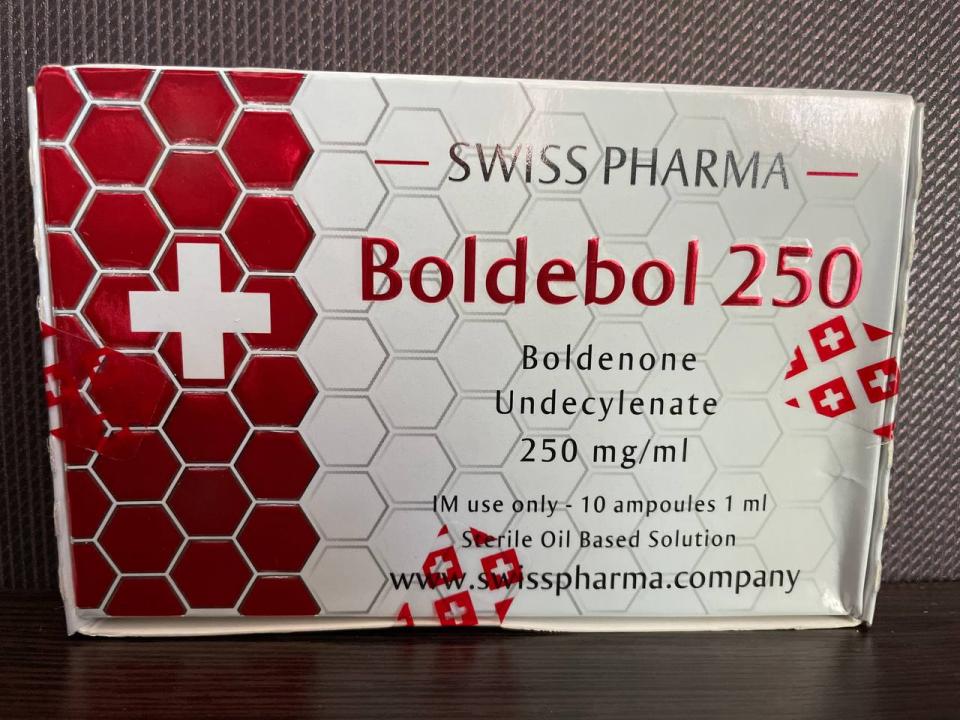 SWISS PHARMA
Boldebol 250
Boldenone
Undecylenate
250 mg/ml
IM use only - 10 ampoules 1 ml
Sterile Oil Based Solution
www.swisspharma.company